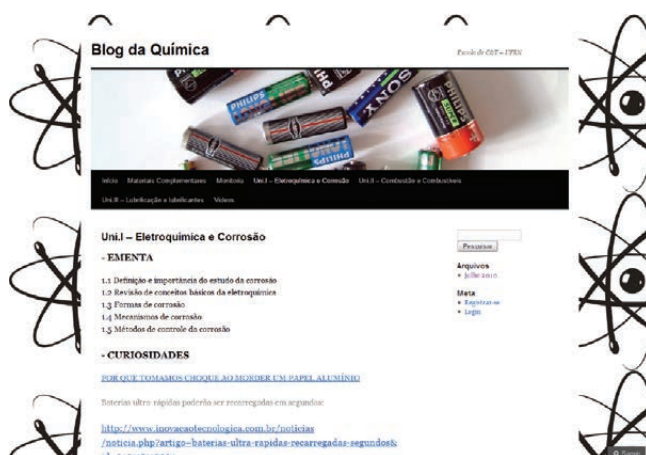 Blog da Química
Escola de C&T – UFRN
PHILIPS
SONY
PHILIPS
PHILIPS
Início Materiais Complementares Monitoria Uni.I – Eletroquímica e Corrosão Uni.II – Combustão e Combustíveis
Uni.III – Lubrificação e lubrificantes Vídeos
Uni.I – Eletroquímica e Corrosão
Pesquisar
- EMENTA
Arquivos
julho 2010
1.1 Definição e importância do estudo da corrosão
1.2 Revisão de conceitos básicos da eletroquímica
Meta
1.3 Formas de corrosão
Registrar-se
1.4 Mecanismos de corrosão
Login
1.5 Métodos de controle da corrosão
- CURIOSIDADES
POR QUE TOMAMOS CHOQUE AO MORDER UM PAPEL ALUMÍNIO
Baterias ultra-rápidas poderão ser recarregadas em segundos:
http://www.inovacaotecnologica.com.br/noticias
/noticia.php?artigo=baterias-ultra-rapidas-recarregadas-segundos&